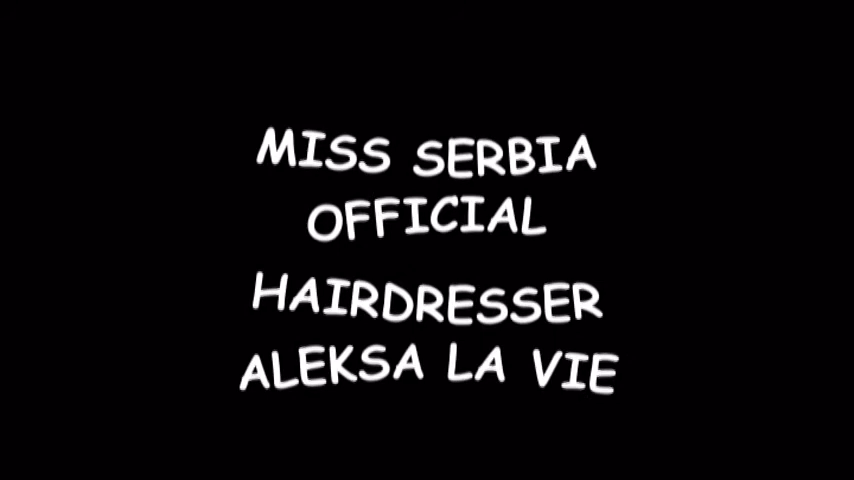 MISS SERBIA
OFFICIAL
HAIRDRESSER
ALEKSA LA VIE